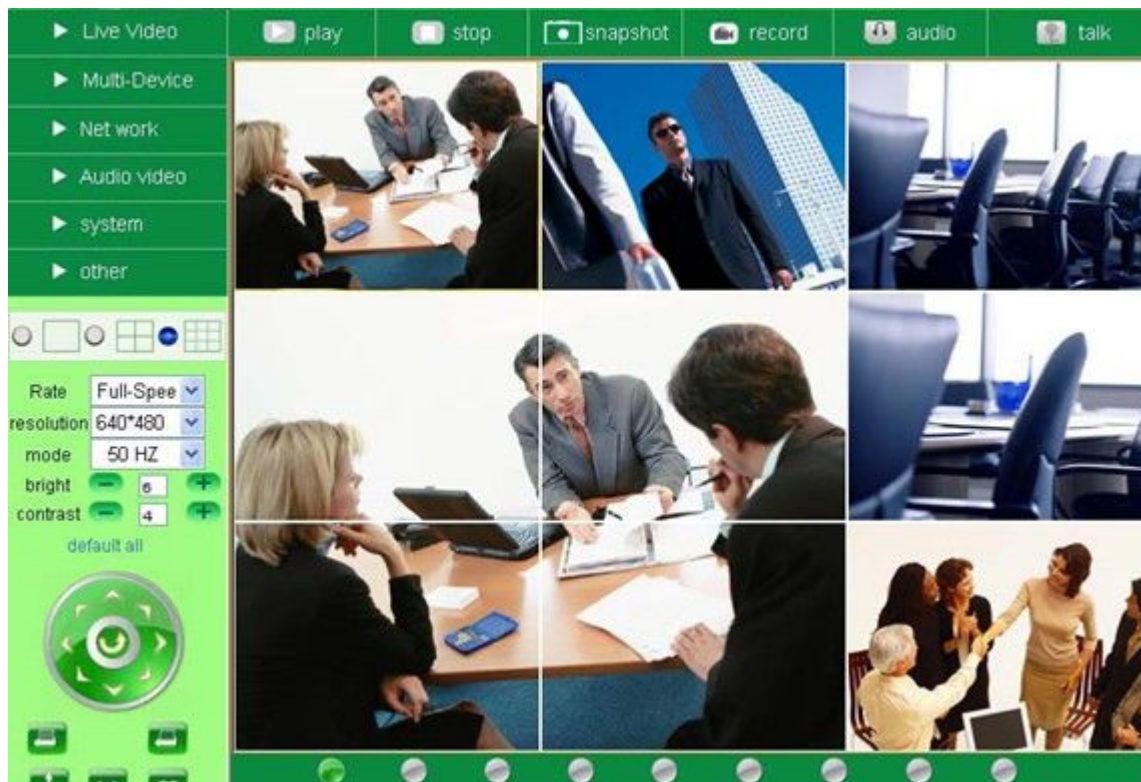 Live Video
play
stop
snapshot
record
audio
talk
Multi-Device
Net work
Audio video
system
other
Rate Full-Spee
resolution 640*480
mode 50 HZ
bright 6
contrast 4
default all